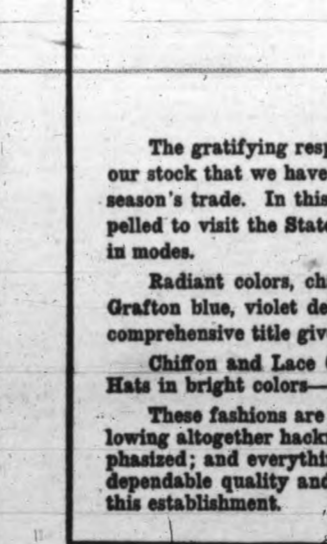 The gratifying resp
our stock that we have
season's trade. In this
pelled to visit the State
in modes.
Radiant colors, ch
Grafton blue, violet de
comprehensive title giv
Chiffon and Lace
Hats in bright colors—
These fashions are
lowing altogether hack
phasized; and everythi
dependable quality and
this establishment.